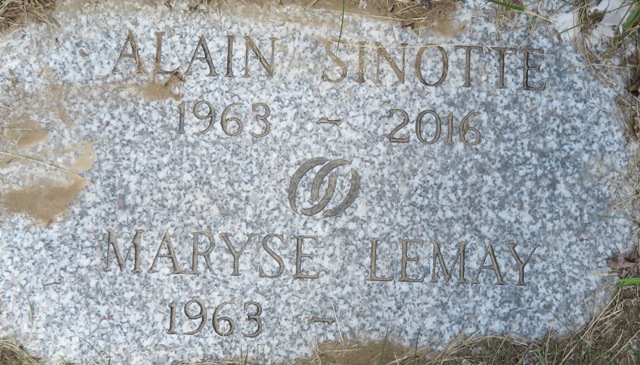 ALAIN SINOTTE
1963 ~ 2016
MARYSE LEMAY
1963 ~